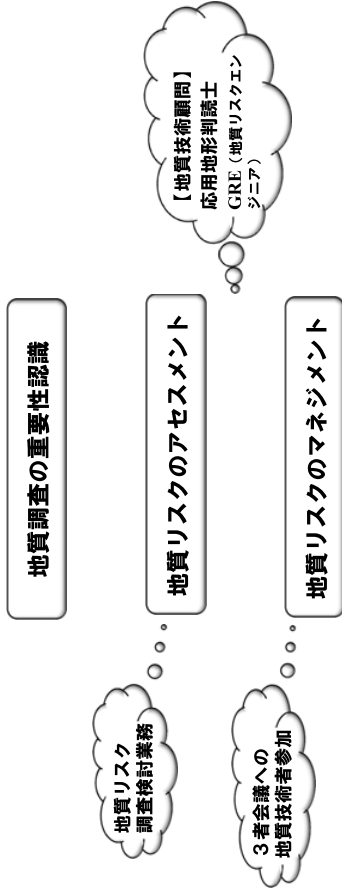 地質調査の重要性認識
地質リスク
調査検討業務
地質リスクのアセスメント
【地質技術顧問】
応用地形判読士
GRE（地質リスクエン
ジニア）
3者会議への
地質技術者参加
地質リスクのマネジメント